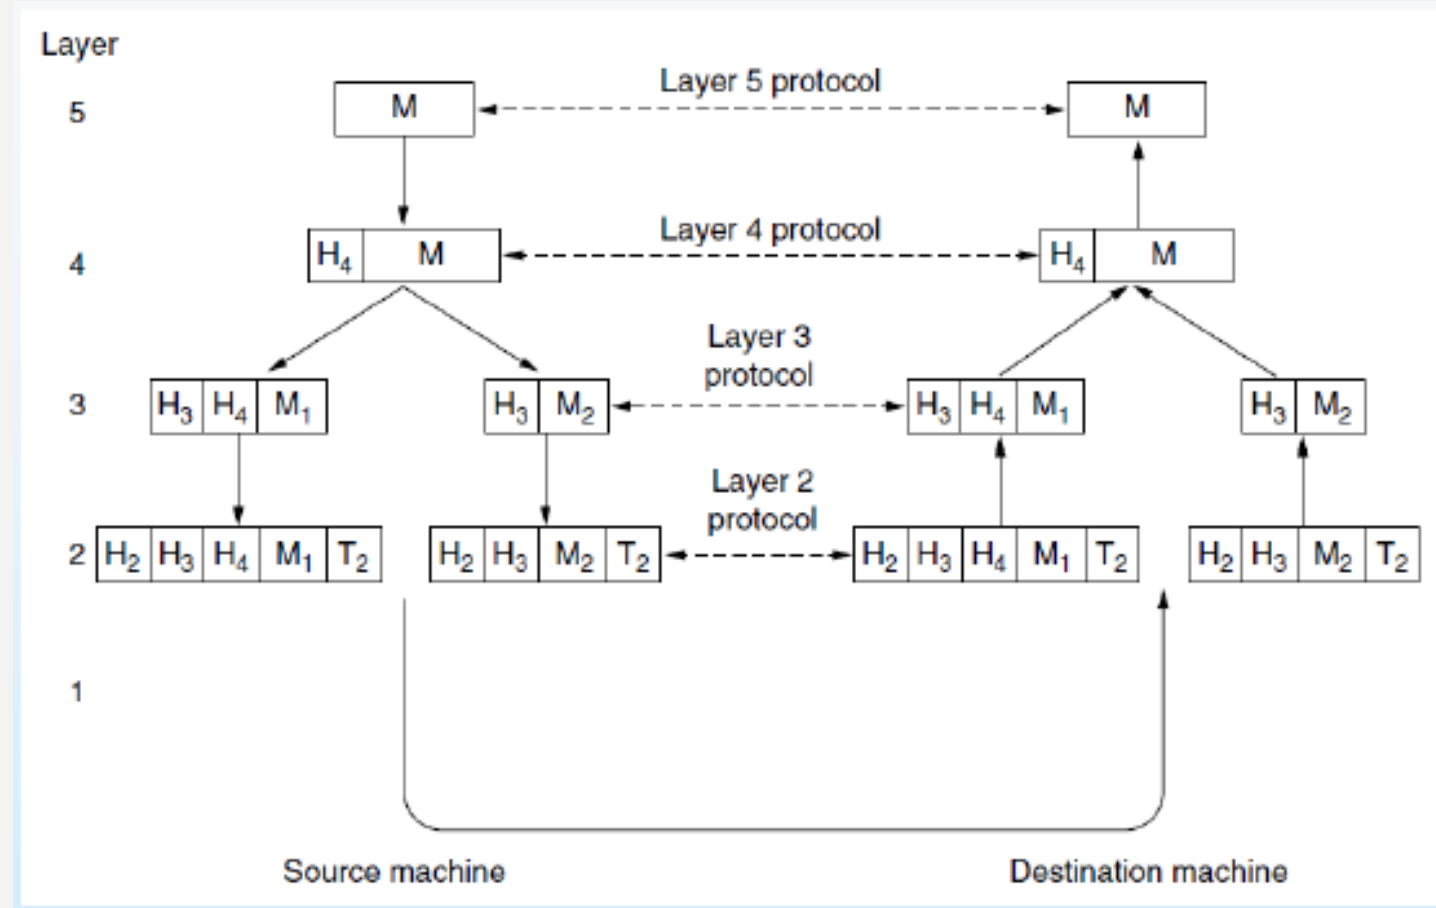 Layer
5 M Layer 5 protocol M
4 H₄ M Layer 4 protocol H₄ M
Layer 3
protocol
3 H₃ H₄ M₁ H₃ M₂ H₃ H₄ M₁ H₃ M₂
Layer 2
protocol
2 H₂ H₃ H₄ M₁ T₂ H₂ H₃ M₂ T₂ H₂ H₃ H₄ M₁ T₂ H₂ H₃ M₂ T₂
1
Source machine Destination machine